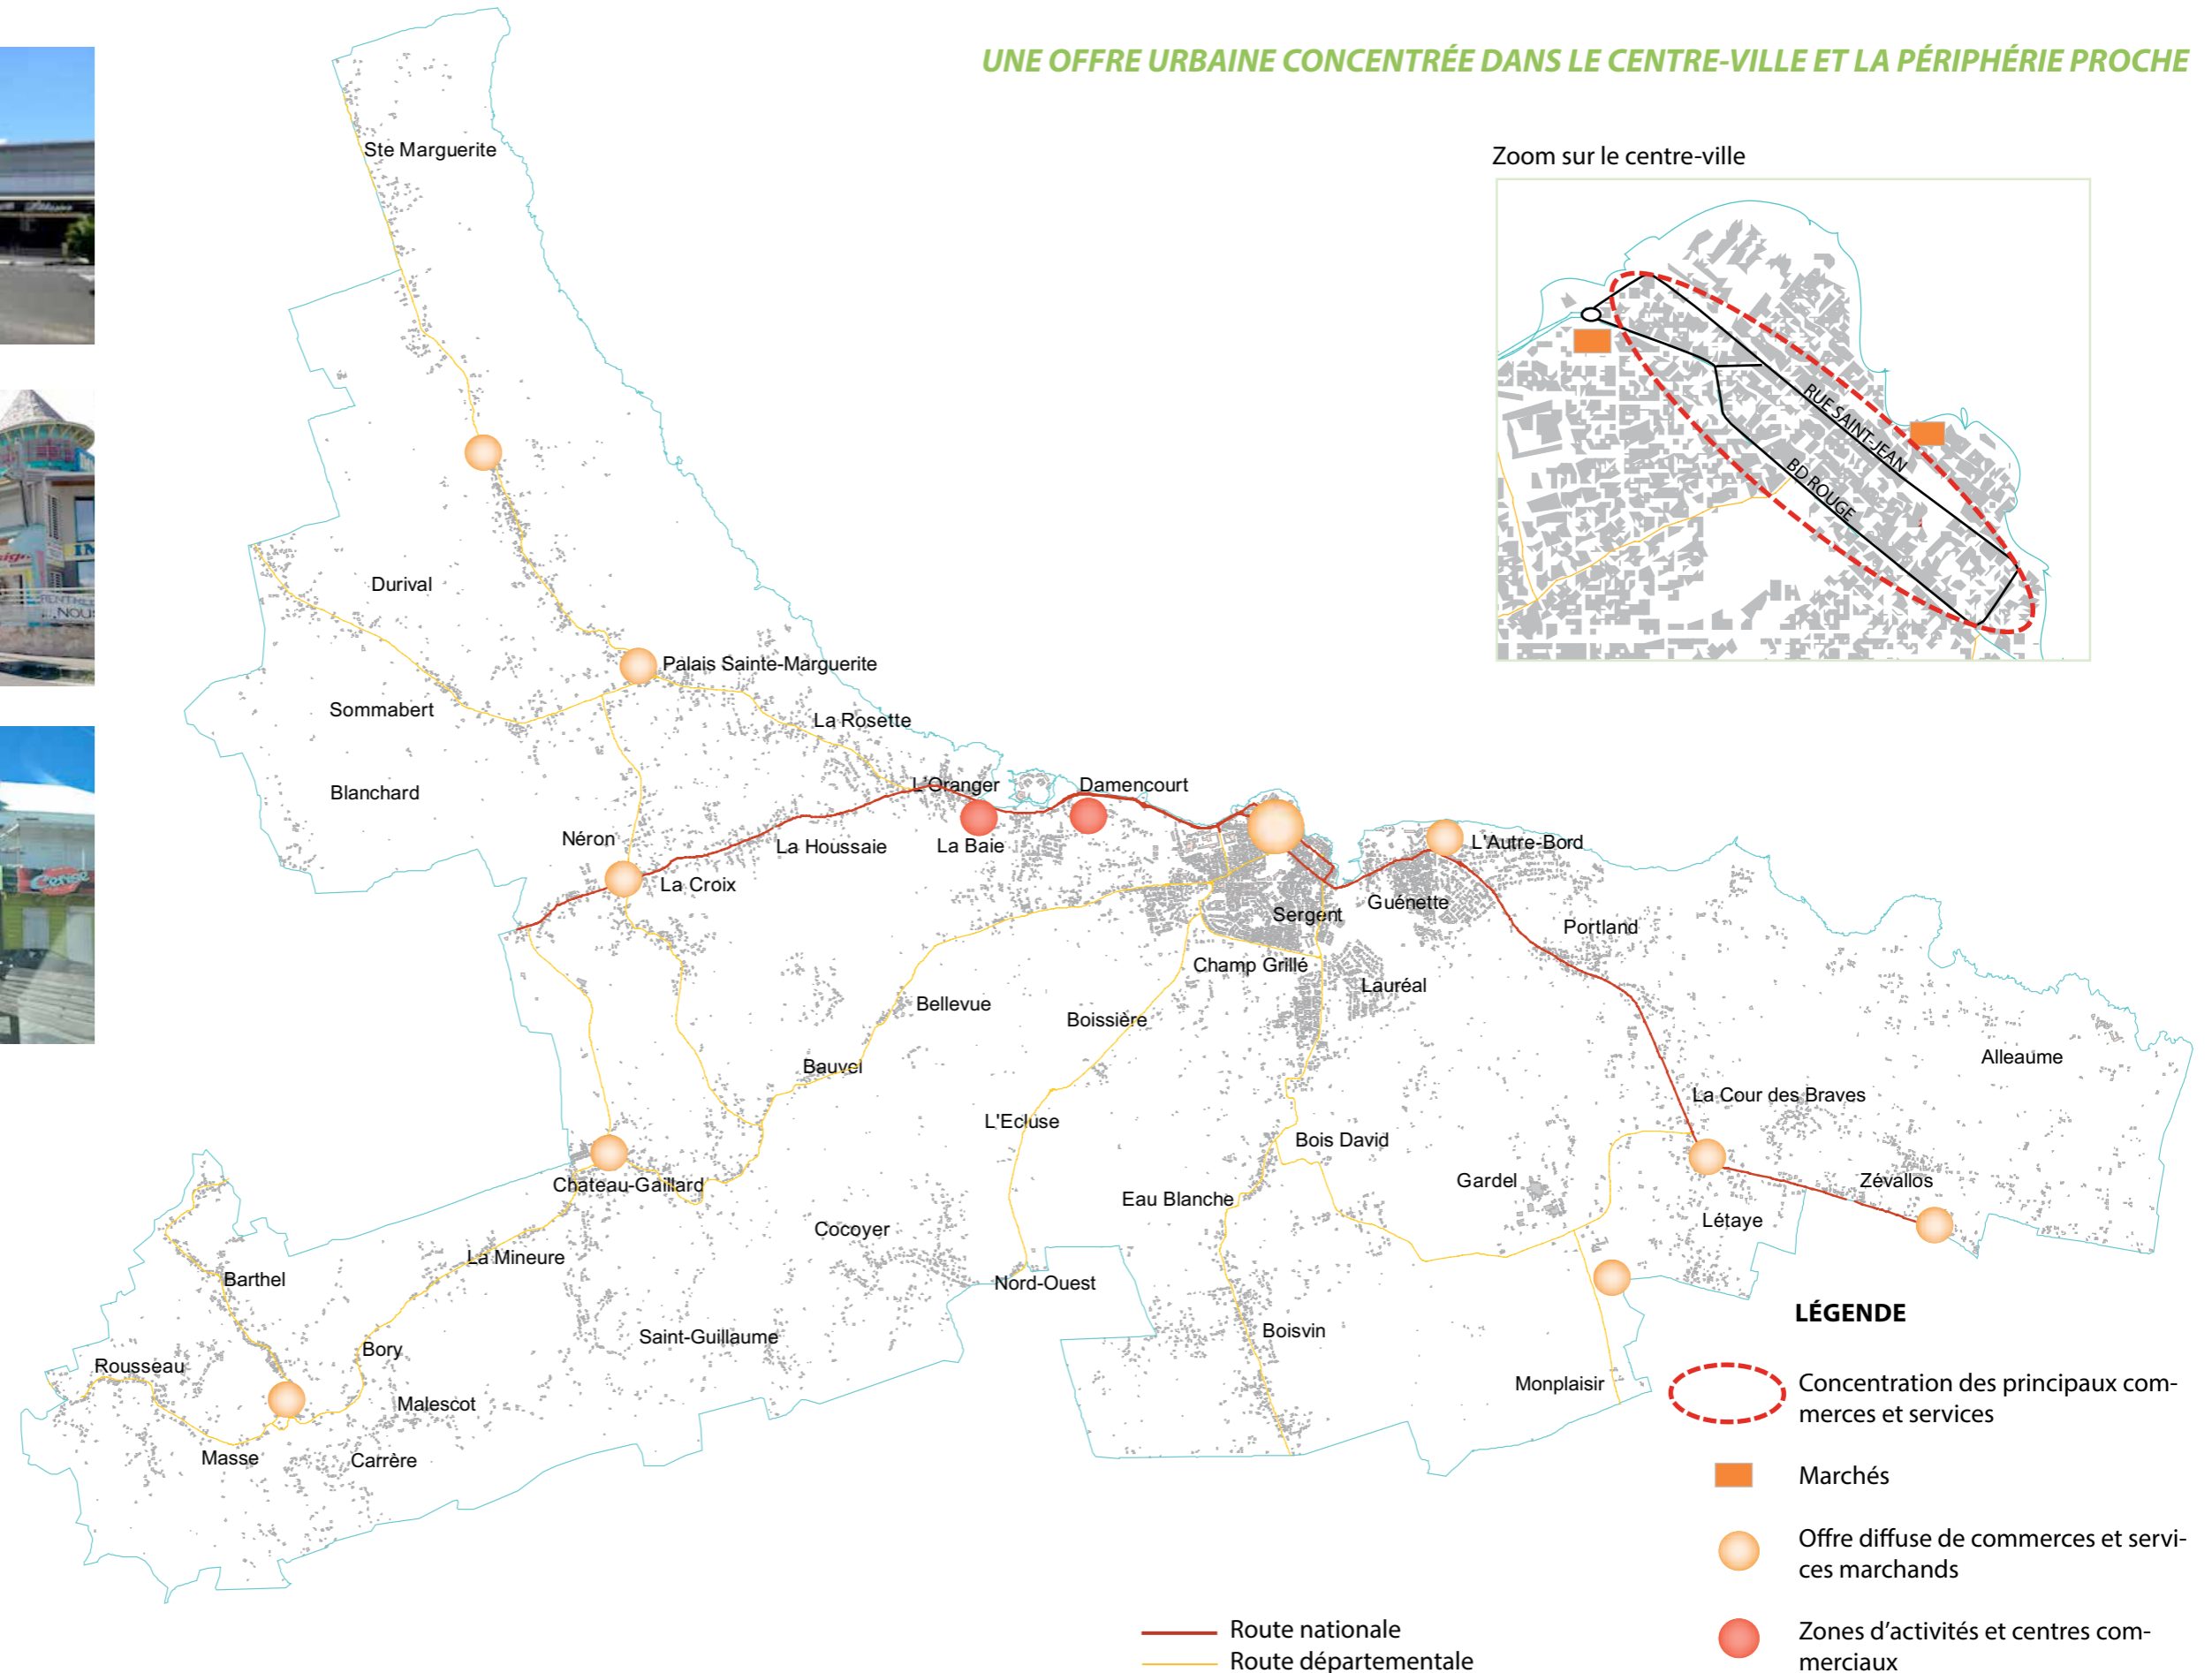 UNE OFFRE URBAINE CONCENTRÉE DANS LE CENTRE-VILLE ET LA PÉRIPHÉRIE PROCHE
Zoom sur le centre-ville
RUE SAINT-JEAN
BD ROUGE
Ste Marguerite
Durival
Palais Sainte-Marguerite
Sommabert
La Rosette
Blanchard
L'Oranger
Damencourt
Néron
La Houssaie
La Baie
L'Autre-Bord
La Croix
Guénette
Sergent
Portland
Champ Grillé
Lauréal
Bellevue
Boissière
Alleaume
Bauvel
La Cour des Braves
L'Ecluse
Bois David
Château-Gaillard
Gardel
Zévallos
Eau Blanche
Létaye
Cocoyer
La Mineure
Barthel
Nord-Ouest
Boisvin
Saint-Guillaume
Bory
Rousseau
Monplaisir
Malescot
Masse
Carrère
LÉGENDE
Concentration des principaux com-
merces et services
Marchés
Offre diffuse de commerces et servi-
ces marchands
Zones d'activités et centres com-
merciaux
Route nationale
Route départementale